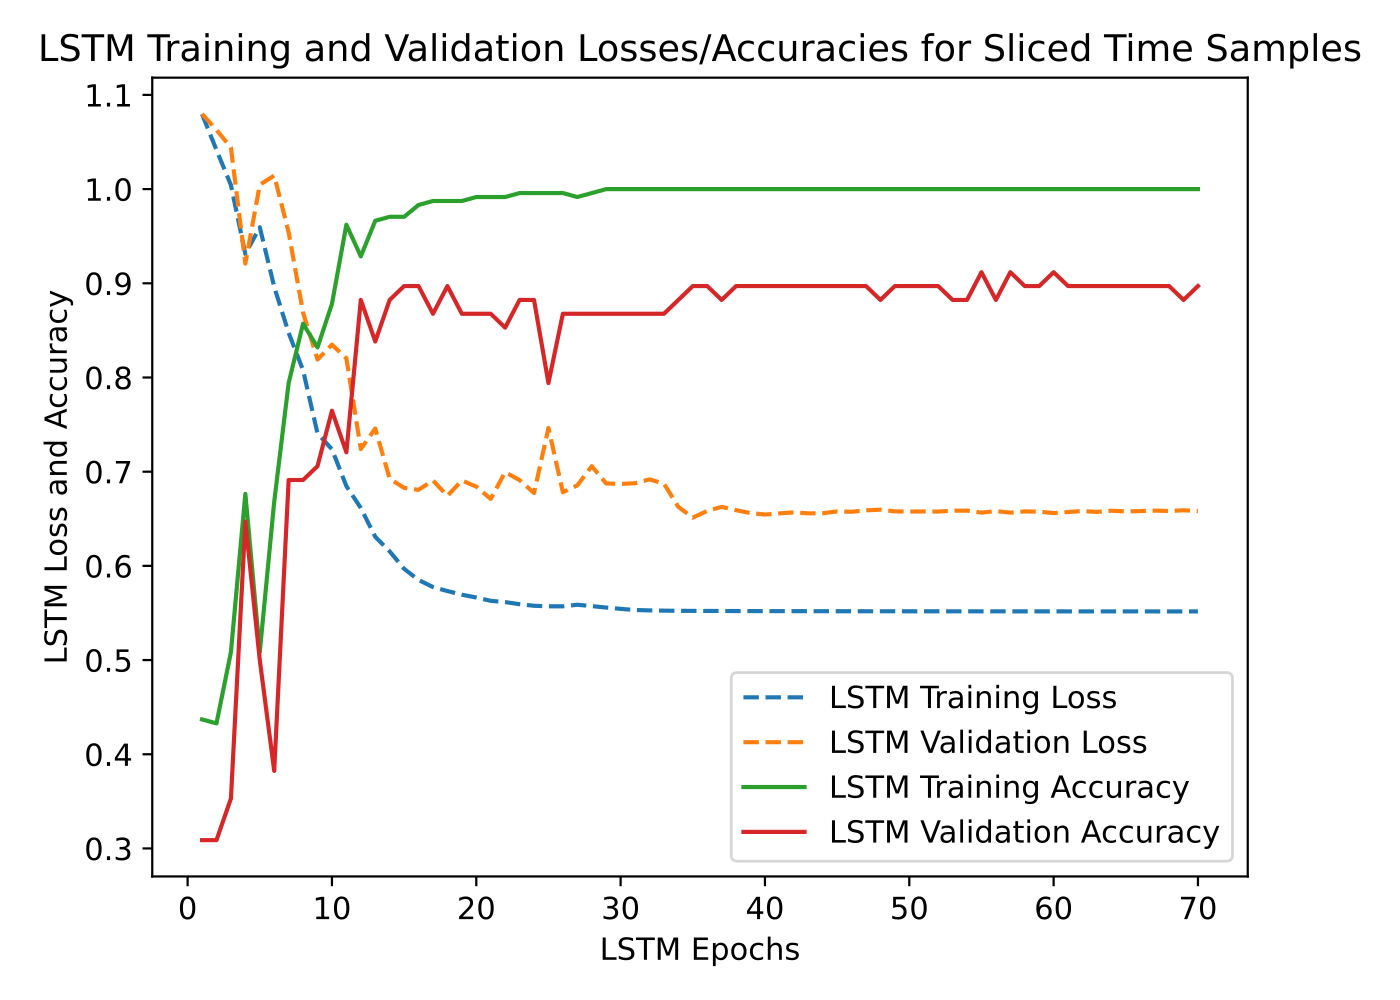 LSTM Training and Validation Losses/Accuracies for Sliced Time Samples
LSTM Loss and Accuracy
1.1
1.0
0.9
0.8
0.7
0.6
0.5
0.4
0.3
LSTM Training Loss
LSTM Validation Loss
LSTM Training Accuracy
LSTM Validation Accuracy
0 10 20 30 40 50 60 70
LSTM Epochs